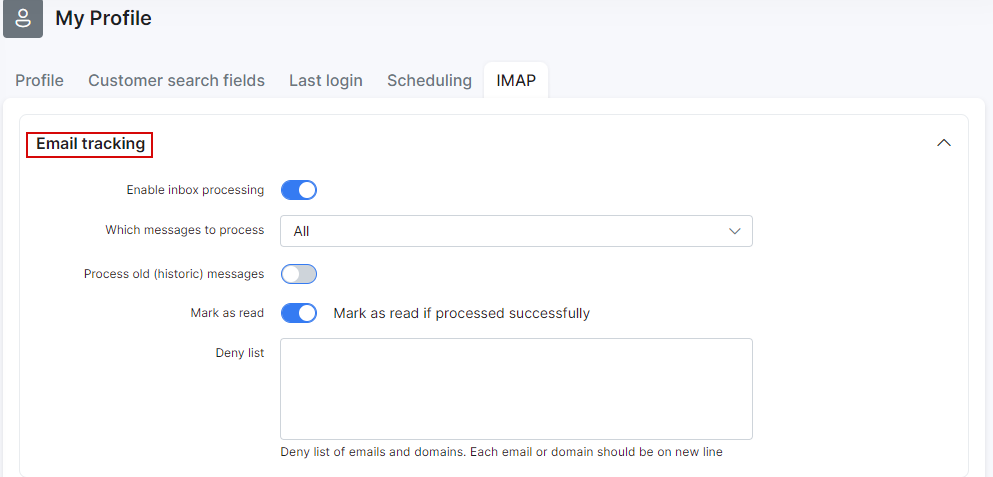 My Profile
Profile Customer search fields Last login Scheduling IMAP
Email tracking
Enable inbox processing
Which messages to process All
Process old (historic) messages
Mark as read Mark as read if processed successfully
Deny list
Deny list of emails and domains. Each email or domain should be on new line